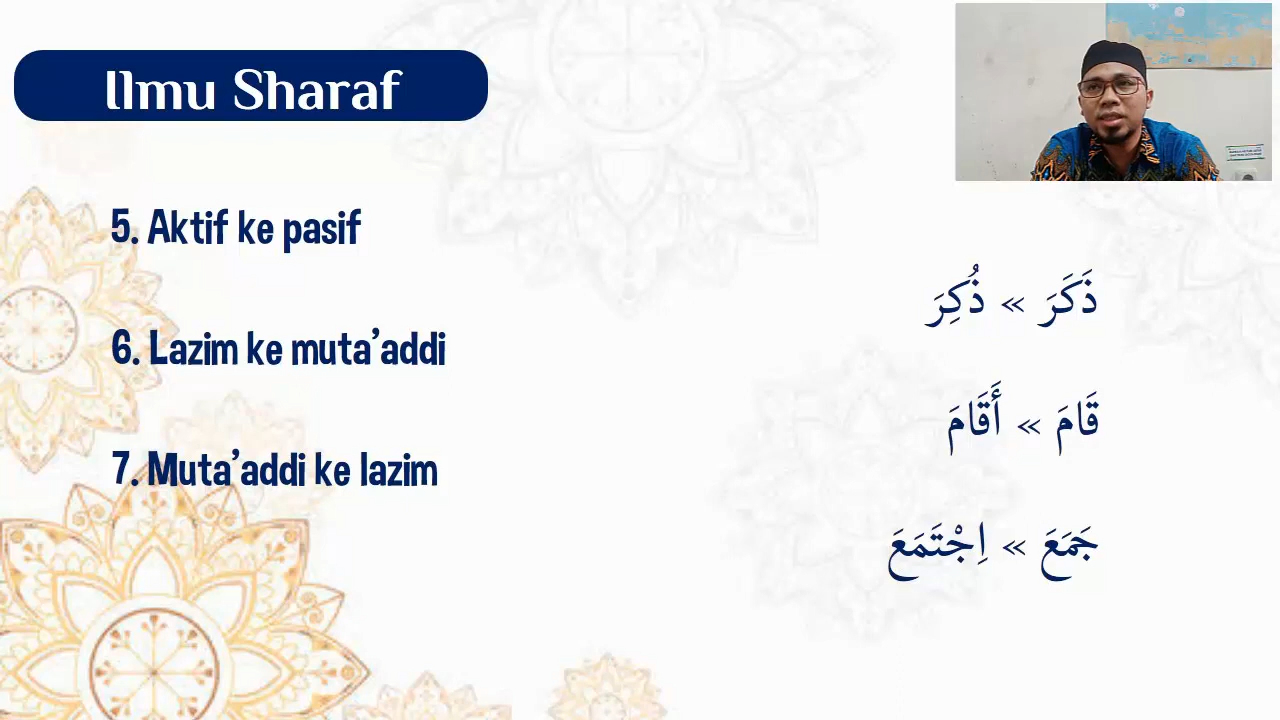 Ilmu Sharaf
5. Aktif ke pasif
ذَكَرَ » ذُكِرَ
6. Lazim ke muta’addi
قَامَ » أَقَامَ
7. Muta’addi ke lazim
جَمَعَ » اِجْتَمَعَ